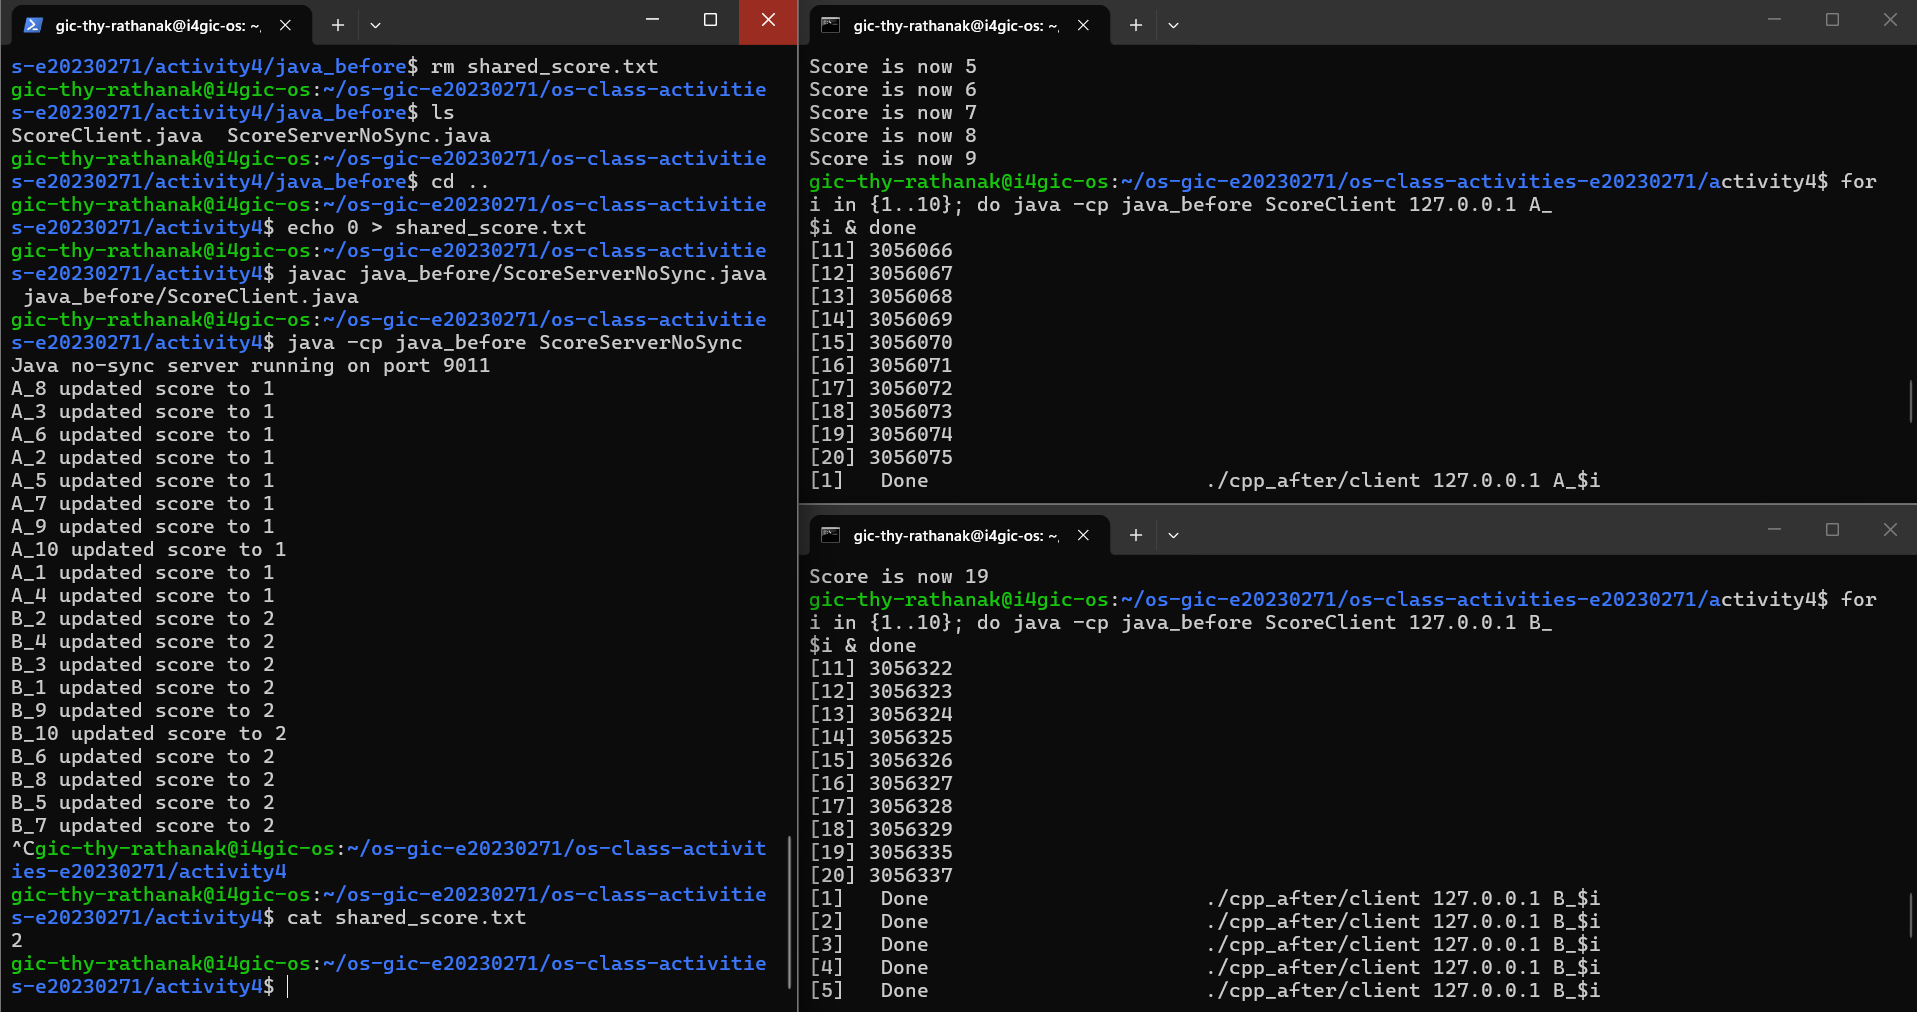 gic-thy-rathanak@i4gic-os: ~,
s-e20230271/activity4/java_before$ rm shared_score.txt
gic-thy-rathanak@i4gic-os:~/os-gic-e20230271/os-class-activitie
s-e20230271/activity4/java_before$ ls
ScoreClient.java  ScoreServerNoSync.java
gic-thy-rathanak@i4gic-os:~/os-gic-e20230271/os-class-activitie
s-e20230271/activity4/java_before$ cd ..
gic-thy-rathanak@i4gic-os:~/os-gic-e20230271/os-class-activitie
s-e20230271/activity4$ echo 0 > shared_score.txt
gic-thy-rathanak@i4gic-os:~/os-gic-e20230271/os-class-activitie
s-e20230271/activity4$ javac java_before/ScoreServerNoSync.java
 java_before/ScoreClient.java
gic-thy-rathanak@i4gic-os:~/os-gic-e20230271/os-class-activitie
s-e20230271/activity4$ java -cp java_before ScoreServerNoSync
Java no-sync server running on port 9011
A_8 updated score to 1
A_3 updated score to 1
A_6 updated score to 1
A_2 updated score to 1
A_5 updated score to 1
A_7 updated score to 1
A_9 updated score to 1
A_10 updated score to 1
A_1 updated score to 1
A_4 updated score to 1
B_2 updated score to 2
B_4 updated score to 2
B_3 updated score to 2
B_1 updated score to 2
B_9 updated score to 2
B_10 updated score to 2
B_6 updated score to 2
B_8 updated score to 2
B_5 updated score to 2
B_7 updated score to 2
^Cgic-thy-rathanak@i4gic-os:~/os-gic-e20230271/os-class-activit
ies-e20230271/activity4
gic-thy-rathanak@i4gic-os:~/os-gic-e20230271/os-class-activitie
s-e20230271/activity4$ cat shared_score.txt
2
gic-thy-rathanak@i4gic-os:~/os-gic-e20230271/os-class-activitie
s-e20230271/activity4$
gic-thy-rathanak@i4gic-os: ~,
Score is now 5
Score is now 6
Score is now 7
Score is now 8
Score is now 9
gic-thy-rathanak@i4gic-os:~/os-gic-e20230271/os-class-activities-e20230271/activity4$ for
i in {1..10}; do java -cp java_before ScoreClient 127.0.0.1 A_
$i & done
[11] 3056066
[12] 3056067
[13] 3056068
[14] 3056069
[15] 3056070
[16] 3056071
[17] 3056072
[18] 3056073
[19] 3056074
[20] 3056075
[1]   Done                       ./cpp_after/client 127.0.0.1 A_$i
gic-thy-rathanak@i4gic-os: ~,
Score is now 19
gic-thy-rathanak@i4gic-os:~/os-gic-e20230271/os-class-activities-e20230271/activity4$ for
i in {1..10}; do java -cp java_before ScoreClient 127.0.0.1 B_
$i & done
[11] 3056322
[12] 3056323
[13] 3056324
[14] 3056325
[15] 3056326
[16] 3056327
[17] 3056328
[18] 3056329
[19] 3056335
[20] 3056337
[1]   Done                       ./cpp_after/client 127.0.0.1 B_$i
[2]   Done                       ./cpp_after/client 127.0.0.1 B_$i
[3]   Done                       ./cpp_after/client 127.0.0.1 B_$i
[4]   Done                       ./cpp_after/client 127.0.0.1 B_$i
[5]   Done                       ./cpp_after/client 127.0.0.1 B_$i